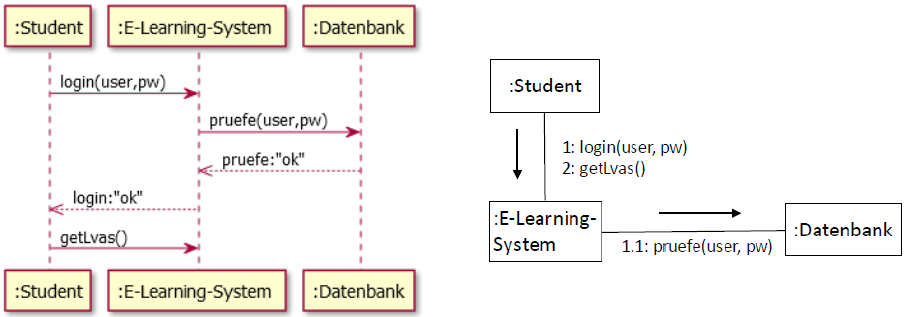 :Student
:E-Learning-System
:Datenbank
login(user,pw)
pruefe(user,pw)
pruefe:"ok"
login:"ok"
getLvas()
:Student
:E-Learning-System
:Datenbank
:Student
1: login(user, pw)
2: getLvas()
:E-Learning-
System
1.1: pruefe(user, pw)
:Datenbank